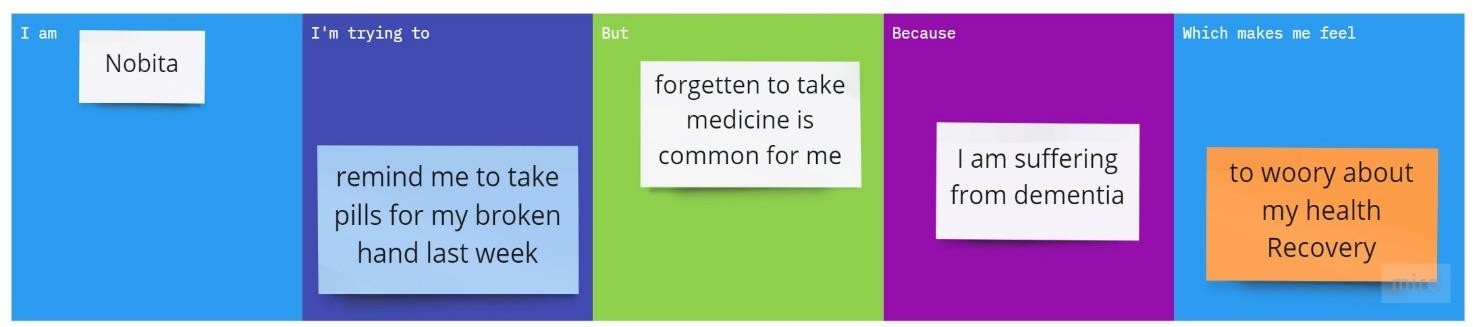 I am
Nobita
I'm trying to
remind me to take
pills for my broken
hand last week
But
forgetten to take
medicine is
common for me
Because
I am suffering
from dementia
Which makes me feel
to woory about
my health
Recovery
miro